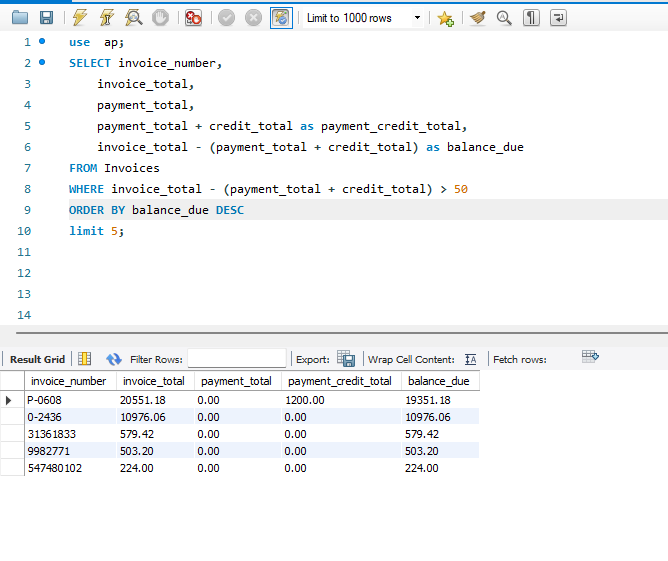 Limit to 1000 rows
1 use ap;
2 SELECT invoice_number,
3 invoice_total,
4 payment_total,
5 payment_total + credit_total as payment_credit_total,
6 invoice_total - (payment_total + credit_total) as balance_due
7 FROM Invoices
8 WHERE invoice_total - (payment_total + credit_total) > 50
9 ORDER BY balance_due DESC
10 limit 5;
11
12
13
14
Result Grid Filter Rows: Export: Wrap Cell Content: IA Fetch rows:
invoice_number invoice_total payment_total payment_credit_total balance_due
P-0608 20551.18 0.00 1200.00 19351.18
0-2436 10976.06 0.00 0.00 10976.06
31361833 579.42 0.00 0.00 579.42
9982771 503.20 0.00 0.00 503.20
547480102 224.00 0.00 0.00 224.00